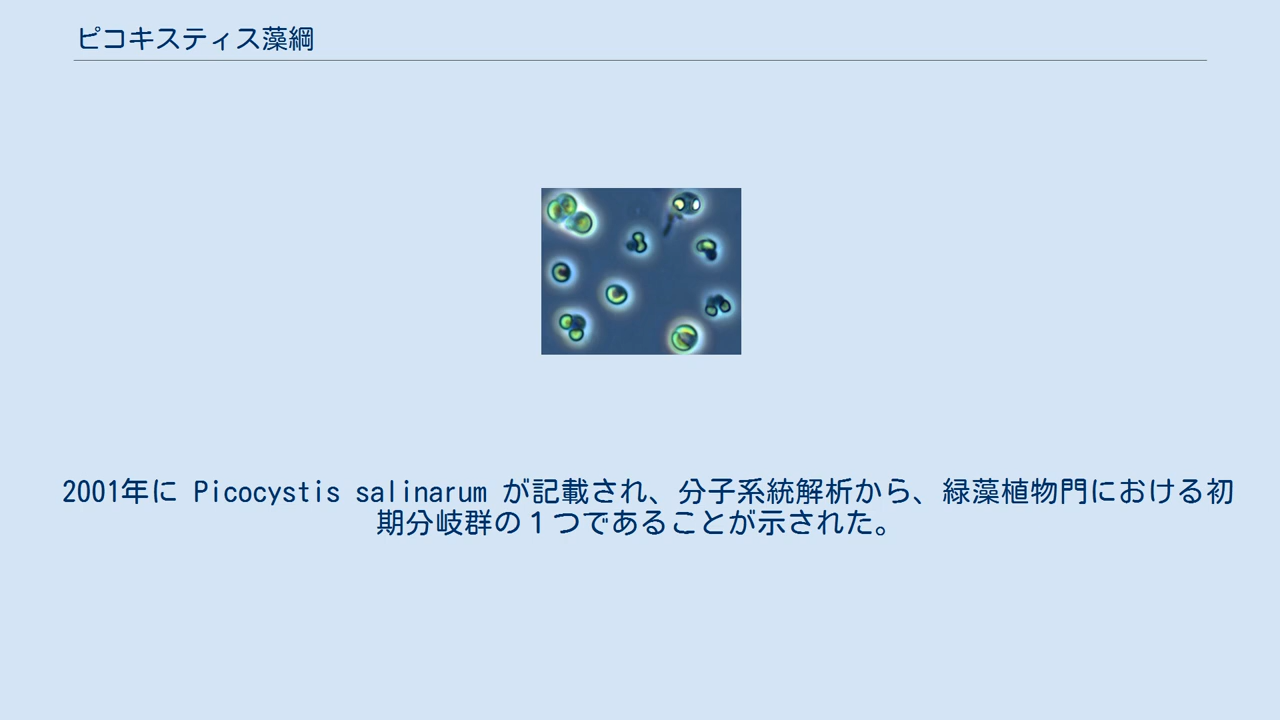 ピコキスティス藻綱
2001年に Picocystis salinarum が記載され、分子系統解析から、緑藻植物門における初
期分岐群の１つであることが示された。